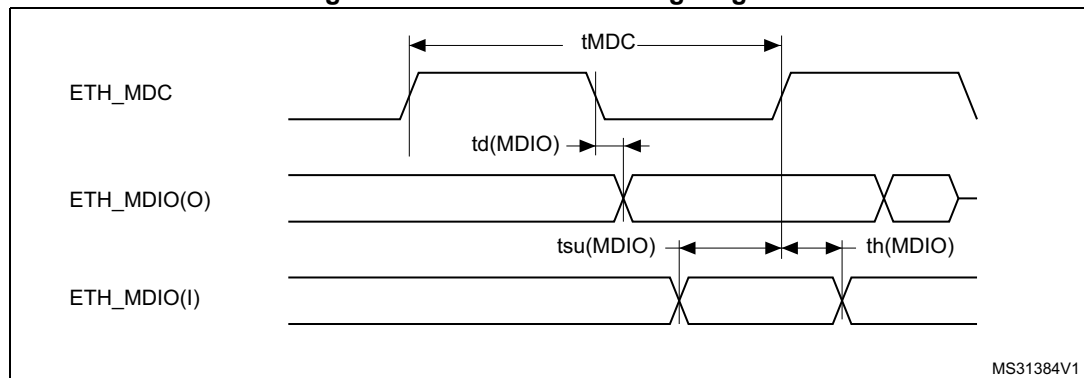 tMDC
ETH_MDC
td(MDIO)
ETH_MDIO(O)
tsu(MDIO) th(MDIO)
ETH_MDIO(I)
MS31384V1